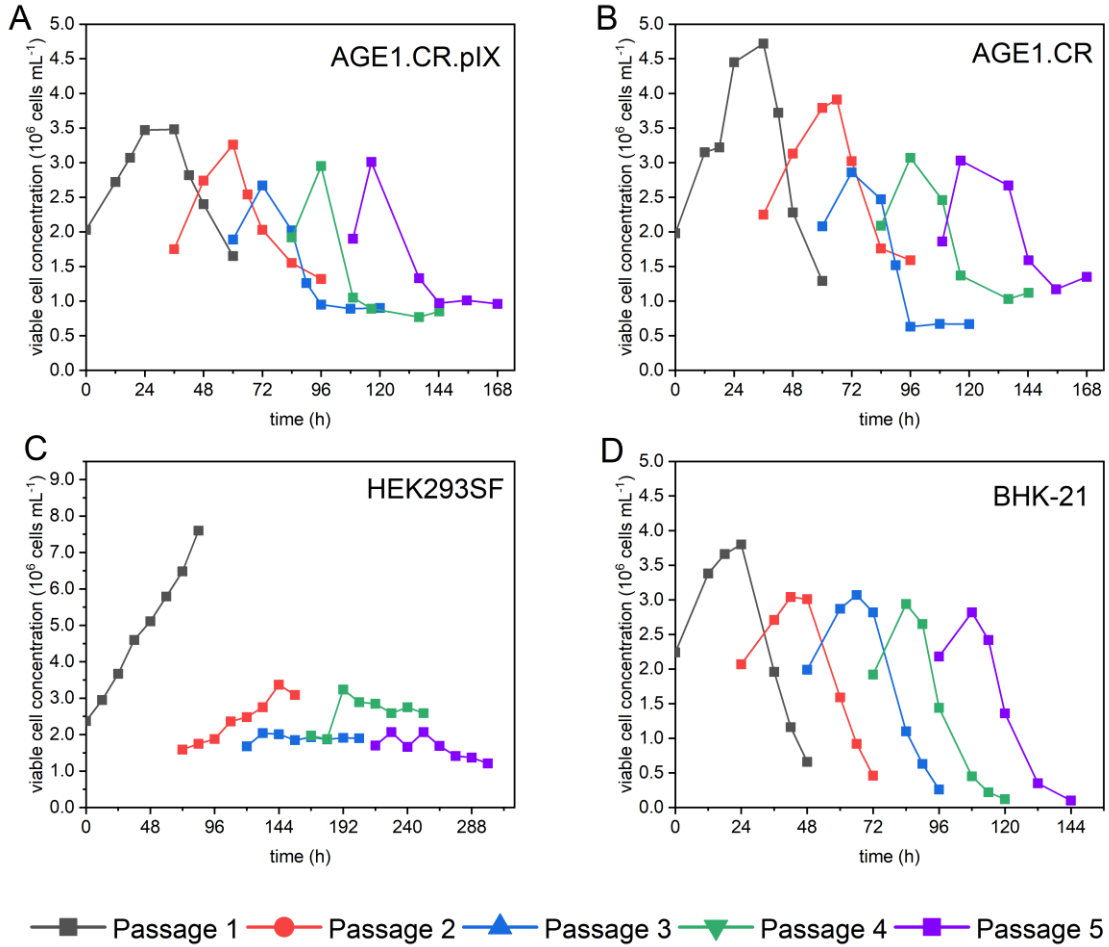 A
AGE1.CR.pIX
viable cell concentration (10⁶ cells mL⁻¹)
5.0
4.5
4.0
3.5
3.0
2.5
2.0
1.5
1.0
0.5
0.0
0 24 48 72 96 120 144 168
time (h)
B
AGE1.CR
viable cell concentration (10⁶ cells mL⁻¹)
5.0
4.5
4.0
3.5
3.0
2.5
2.0
1.5
1.0
0.5
0.0
0 24 48 72 96 120 144 168
time (h)
C
HEK293SF
viable cell concentration (10⁶ cells mL⁻¹)
9.0
8.0
7.0
6.0
5.0
4.0
3.0
2.0
1.0
0.0
0 48 96 144 192 240 288
time (h)
D
BHK-21
viable cell concentration (10⁶ cells mL⁻¹)
5.0
4.5
4.0
3.5
3.0
2.5
2.0
1.5
1.0
0.5
0.0
0 24 48 72 96 120 144
time (h)
Passage 1 Passage 2 Passage 3 Passage 4 Passage 5